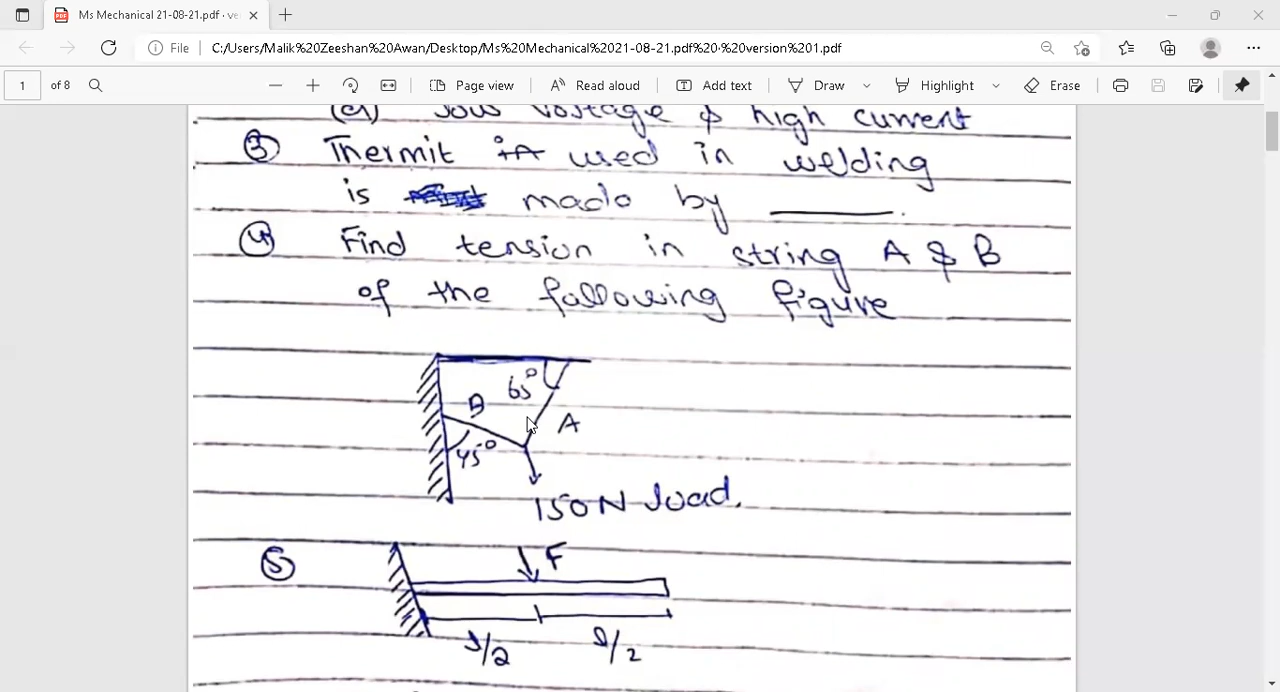 Ms Mechanical 21-08-21.pdf - ve
File C:/Users/Malik%20Zeeshan%20Awan/Desktop/Ms%20Mechanical%2021-08-21.pdf%20%20version%201.pdf
1 of 8 Page view Read aloud Add text Draw Highlight Erase
low voltage & high current
3 Thermit used in welding
is made by ______.
4 Find tension in string A & B
of the following figure
65°
B
A
45°
150N load.
5 F
l/2 l/2